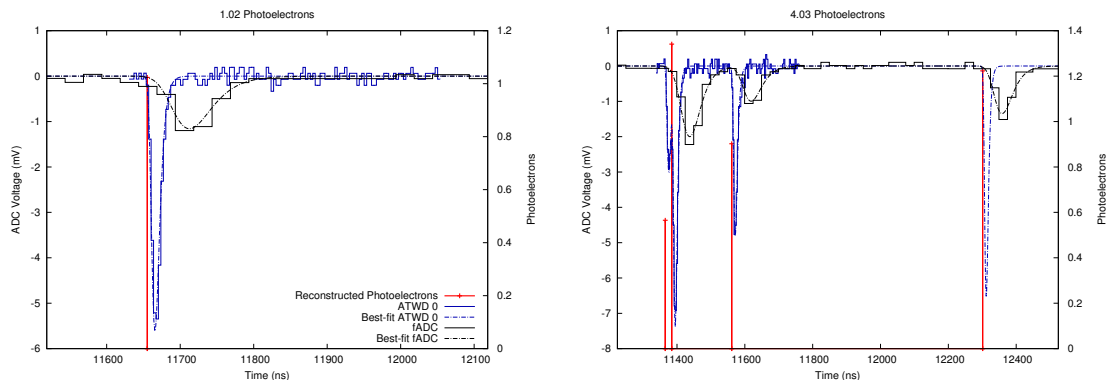 1.02 Photoelectrons
1
0
-1
-2
-3
-4
-5
-6
ADC Voltage (mV)
1.2
1
0.8
0.6
0.4
0.2
0
Photoelectrons
Reconstructed Photoelectrons
ATWD 0
Best-fit ATWD 0
fADC
Best-fit fADC
11600 11700 11800 11900 12000 12100
Time (ns)
4.03 Photoelectrons
1
0
-1
-2
-3
-4
-5
-6
-7
-8
ADC Voltage (mV)
1.4
1.2
1
0.8
0.6
0.4
0.2
0
Photoelectrons
11400 11600 11800 12000 12200 12400
Time (ns)